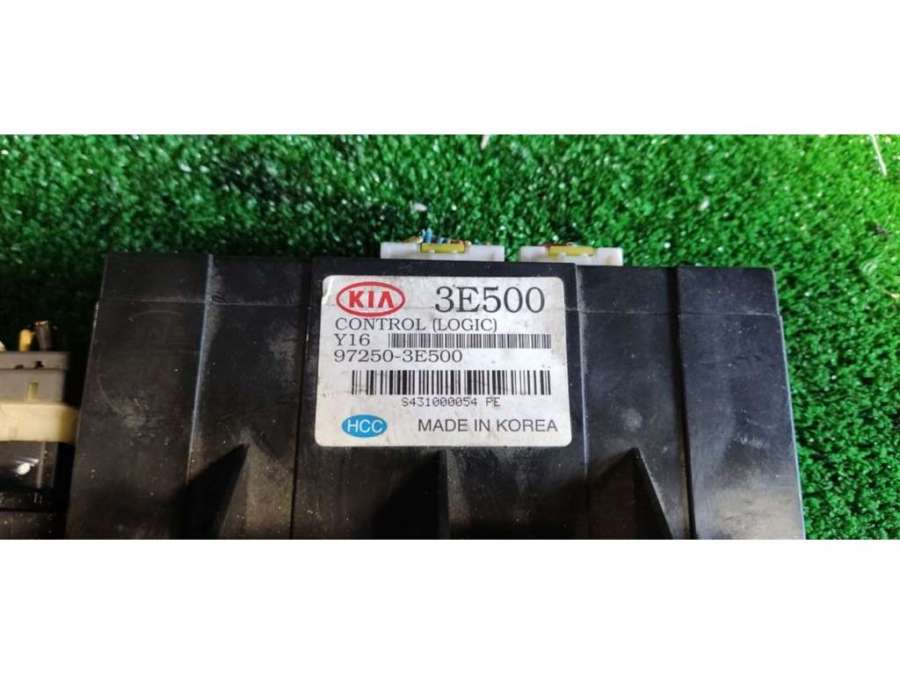 KIA 3E500
CONTROL (LOGIC)
Y16
97250-3E500
S431000054 PE
HCC MADE IN KOREA